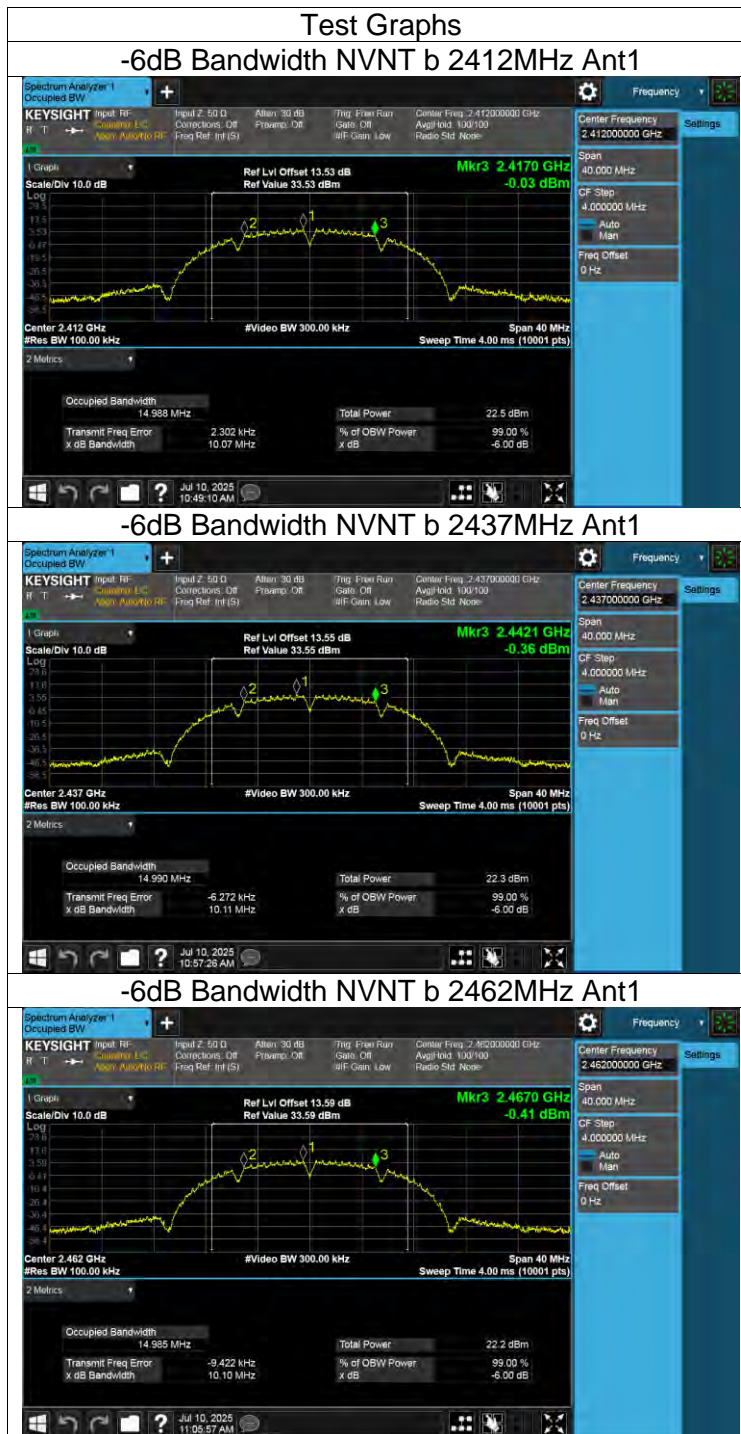 Test Graphs
-6dB Bandwidth NVNT b 2412MHz Ant1
Spectrum Analyzer 1
Occupied BW
Frequency
KEYSIGHT Input: RF Input Z: 50 Ω Atten: 30 dB Trig: Free Run Center Freq: 2.412000000 GHz
R T Corrections: Off Preamp: Off Gate: Off Avg|Hold: 100/100
Freq Ref: Int (S) #IF Gain: Low Radio Std: None
Center Frequency
2.412000000 GHz
Settings
Span
40.000 MHz
CF Step
4.000000 MHz
Auto
Man
Freq Offset
0 Hz
1 Graph
Scale/Div 10.0 dB
Ref Lvl Offset 13.53 dB
Ref Value 33.53 dBm
Mkr3 2.4170 GHz
-0.03 dBm
Log
2 1 3
Center 2.412 GHz #Video BW 300.00 kHz Span 40 MHz
#Res BW 100.00 kHz Sweep Time 4.00 ms (10001 pts)
2 Metrics
Occupied Bandwidth
14.988 MHz Total Power 22.5 dBm
Transmit Freq Error 2.302 kHz % of OBW Power 99.00 %
x dB Bandwidth 10.07 MHz x dB -6.00 dB
? Jul 10, 2025
10:49:10 AM
-6dB Bandwidth NVNT b 2437MHz Ant1
Spectrum Analyzer 1
Occupied BW
Frequency
KEYSIGHT Input: RF Input Z: 50 Ω Atten: 30 dB Trig: Free Run Center Freq: 2.437000000 GHz
R T Corrections: Off Preamp: Off Gate: Off Avg|Hold: 100/100
Freq Ref: Int (S) #IF Gain: Low Radio Std: None
Center Frequency
2.437000000 GHz
Settings
Span
40.000 MHz
CF Step
4.000000 MHz
Auto
Man
Freq Offset
0 Hz
1 Graph
Scale/Div 10.0 dB
Ref Lvl Offset 13.55 dB
Ref Value 33.55 dBm
Mkr3 2.4421 GHz
-0.36 dBm
Log
2 1 3
Center 2.437 GHz #Video BW 300.00 kHz Span 40 MHz
#Res BW 100.00 kHz Sweep Time 4.00 ms (10001 pts)
2 Metrics
Occupied Bandwidth
14.990 MHz Total Power 22.3 dBm
Transmit Freq Error -6.272 kHz % of OBW Power 99.00 %
x dB Bandwidth 10.11 MHz x dB -6.00 dB
? Jul 10, 2025
10:57:26 AM
-6dB Bandwidth NVNT b 2462MHz Ant1
Spectrum Analyzer 1
Occupied BW
Frequency
KEYSIGHT Input: RF Input Z: 50 Ω Atten: 30 dB Trig: Free Run Center Freq: 2.462000000 GHz
R T Corrections: Off Preamp: Off Gate: Off Avg|Hold: 100/100
Freq Ref: Int (S) #IF Gain: Low Radio Std: None
Center Frequency
2.462000000 GHz
Settings
Span
40.000 MHz
CF Step
4.000000 MHz
Auto
Man
Freq Offset
0 Hz
1 Graph
Scale/Div 10.0 dB
Ref Lvl Offset 13.59 dB
Ref Value 33.59 dBm
Mkr3 2.4670 GHz
-0.41 dBm
Log
2 1 3
Center 2.462 GHz #Video BW 300.00 kHz Span 40 MHz
#Res BW 100.00 kHz Sweep Time 4.00 ms (10001 pts)
2 Metrics
Occupied Bandwidth
14.985 MHz Total Power 22.2 dBm
Transmit Freq Error -9.422 kHz % of OBW Power 99.00 %
x dB Bandwidth 10.10 MHz x dB -6.00 dB
? Jul 10, 2025
11:05:57 AM